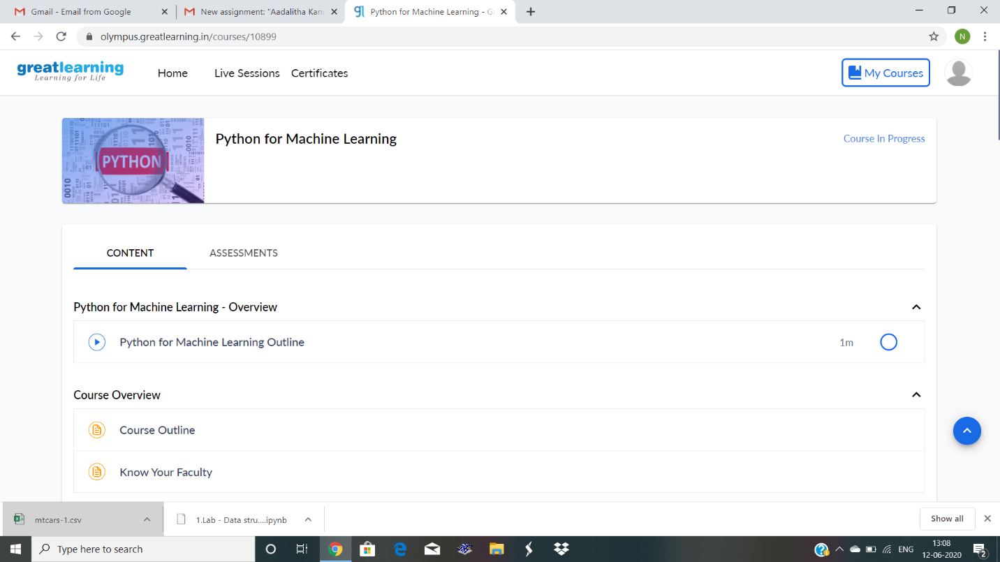 Gmail - Email from Google
New assignment: "Aadalitha Kann
gl Python for Machine Learning - G
olympus.greatlearning.in/courses/10899
N
greatlearning
Learning for Life
Home Live Sessions Certificates
My Courses
PYTHON
Python for Machine Learning
Course In Progress
CONTENT ASSESSMENTS
Python for Machine Learning - Overview
Python for Machine Learning Outline 1m
Course Overview
Course Outline
Know Your Faculty
mtcars-1.csv
1.Lab - Data stru....ipynb
Show all
Type here to search
ENG
13:08
12-06-2020
2